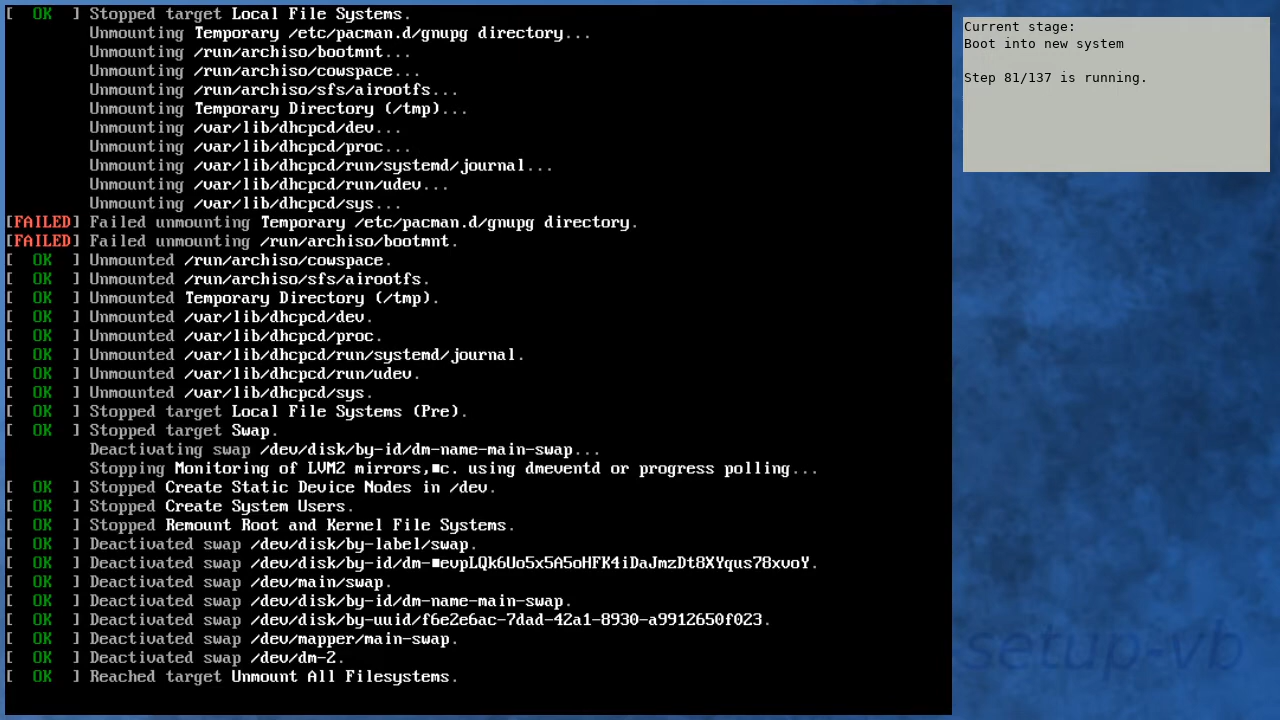 [  OK  ] Stopped target Local File Systems.
Unmounting Temporary /etc/pacman.d/gnupg directory...
Unmounting /run/archiso/bootmnt...
Unmounting /run/archiso/cowspace...
Unmounting /run/archiso/sfs/airootfs...
Unmounting Temporary Directory (/tmp)...
Unmounting /var/lib/dhcpcd/dev...
Unmounting /var/lib/dhcpcd/proc...
Unmounting /var/lib/dhcpcd/run/systemd/journal...
Unmounting /var/lib/dhcpcd/run/udev...
Unmounting /var/lib/dhcpcd/sys...
[FAILED] Failed unmounting Temporary /etc/pacman.d/gnupg directory.
[FAILED] Failed unmounting /run/archiso/bootmnt.
[  OK  ] Unmounted /run/archiso/cowspace.
[  OK  ] Unmounted /run/archiso/sfs/airootfs.
[  OK  ] Unmounted Temporary Directory (/tmp).
[  OK  ] Unmounted /var/lib/dhcpcd/dev.
[  OK  ] Unmounted /var/lib/dhcpcd/proc.
[  OK  ] Unmounted /var/lib/dhcpcd/run/systemd/journal.
[  OK  ] Unmounted /var/lib/dhcpcd/run/udev.
[  OK  ] Unmounted /var/lib/dhcpcd/sys.
[  OK  ] Stopped target Local File Systems (Pre).
[  OK  ] Stopped target Swap.
Deactivating swap /dev/disk/by-id/dm-name-main-swap...
Stopping Monitoring of LVM2 mirrors,■c. using dmeventd or progress polling...
[  OK  ] Stopped Create Static Device Nodes in /dev.
[  OK  ] Stopped Create System Users.
[  OK  ] Stopped Remount Root and Kernel File Systems.
[  OK  ] Deactivated swap /dev/disk/by-label/swap.
[  OK  ] Deactivated swap /dev/disk/by-id/dm-■evpLQk6Uo5x5A5oHFK4iDaJmzDt8XYqus78xvoY.
[  OK  ] Deactivated swap /dev/main/swap.
[  OK  ] Deactivated swap /dev/disk/by-id/dm-name-main-swap.
[  OK  ] Deactivated swap /dev/disk/by-uuid/f6e2e6ac-7dad-42a1-8930-a9912650f023.
[  OK  ] Deactivated swap /dev/mapper/main-swap.
[  OK  ] Deactivated swap /dev/dm-2.
[  OK  ] Reached target Unmount All Filesystems.
Current stage:
Boot into new system
Step 81/137 is running.
setup-vb